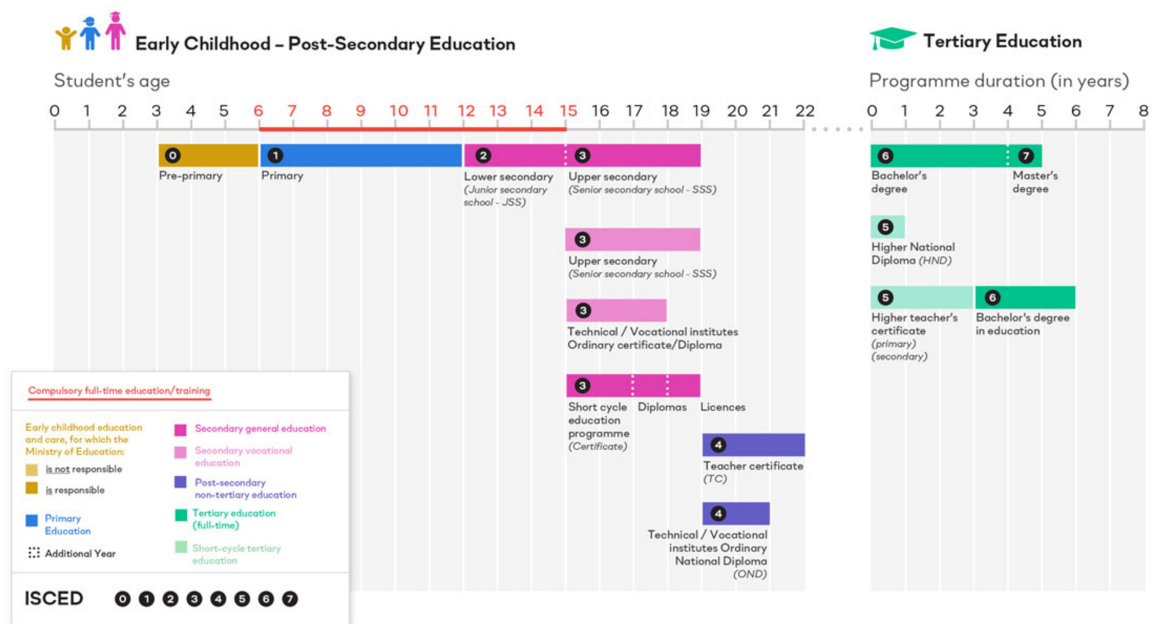 Early Childhood – Post-Secondary Education
Tertiary Education
Student's age
Programme duration (in years)
0 1 2 3 4 5 6 7 8 9 10 11 12 13 14 15 16 17 18 19 20 21 22
0 1 2 3 4 5 6 7 8
0
Pre-primary
1
Primary
2
Lower secondary
(Junior secondary
school - JSS)
3
Upper secondary
(Senior secondary school - SSS)
3
Upper secondary
(Senior secondary school - SSS)
3
Technical / Vocational institutes
Ordinary certificate/Diploma
3
Short cycle
education
programme
(Certificate)
Diplomas
Licences
4
Teacher certificate
(TC)
4
Technical / Vocational
institutes Ordinary
National Diploma
(OND)
6
Bachelor's
degree
7
Master's
degree
5
Higher National
Diploma (HND)
5
Higher teacher's
certificate
(primary)
(secondary)
6
Bachelor's degree
in education
Compulsory full-time education/training
Early childhood education
and care, for which the
Ministry of Education:
is not responsible
is responsible
Primary
Education
Additional Year
Secondary general education
Secondary vocational
education
Post-secondary
non-tertiary education
Tertiary education
(full-time)
Short-cycle tertiary
education
ISCED 0 1 2 3 4 5 6 7